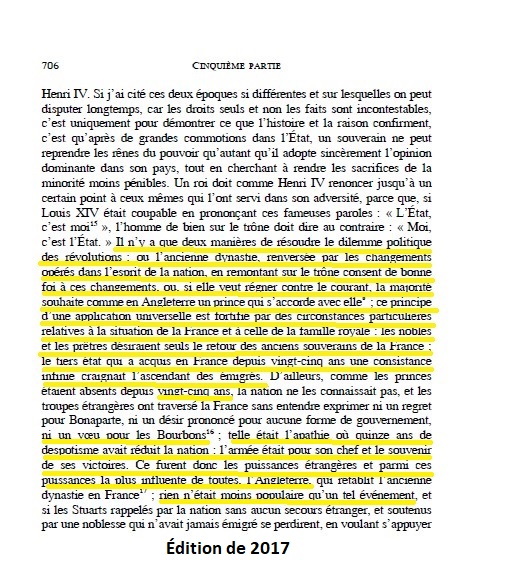 706 CINQUIÈME PARTIE
Henri IV. Si j'ai cité ces deux époques si différentes et sur lesquelles on peut
disputer longtemps, car les droits seuls et non les faits sont incontestables,
c'est uniquement pour démontrer ce que l'histoire et la raison confirment,
c'est qu'après de grandes commotions dans l'État, un souverain ne peut
reprendre les rênes du pouvoir qu'autant qu'il adopte sincèrement l'opinion
dominante dans son pays, tout en cherchant à rendre les sacrifices de la
minorité moins pénibles. Un roi doit comme Henri IV renoncer jusqu'à un
certain point à ceux mêmes qui l'ont servi dans son adversité, parce que, si
Louis XIV était coupable en prononçant ces fameuses paroles : « L'État,
c'est moi¹⁵ », l'homme de bien sur le trône doit dire au contraire : « Moi,
c'est l'État. » Il n'y a que deux manières de résoudre le dilemme politique
des révolutions : ou l'ancienne dynastie, renversée par les changements
opérés dans l'esprit de la nation, en remontant sur le trône consent de bonne
foi à ces changements, ou, si elle veut régner contre le courant, la majorité
souhaite comme en Angleterre un prince qui s'accorde avec elle ; ce principe
d'une application universelle est fortifié par des circonstances particulières
relatives à la situation de la France et à celle de la famille royale : les nobles
et les prêtres désiraient seuls le retour des anciens souverains de la France ;
le tiers état qui a acquis en France depuis vingt-cinq ans une consistance
infinie craignait l'ascendant des émigrés. D'ailleurs, comme les princes
étaient absents depuis vingt-cinq ans, la nation ne les connaissait pas, et les
troupes étrangères ont traversé la France sans entendre exprimer ni un regret
pour Bonaparte, ni un désir prononcé pour aucune forme de gouvernement,
ni un vœu pour les Bourbons¹⁶ ; telle était l'apathie où quinze ans de
despotisme avait réduit la nation : l'armée était pour son chef et le souvenir
de ses victoires. Ce furent donc les puissances étrangères et parmi ces
puissances la plus influente de toutes, l'Angleterre, qui rétablit l'ancienne
dynastie en France¹⁷ ; rien n'était moins populaire qu'un tel événement, et
si les Stuarts rappelés par la nation sans aucun secours étranger, et soutenus
par une noblesse qui n'avait jamais émigré se perdirent, en voulant s'appuyer
Édition de 2017